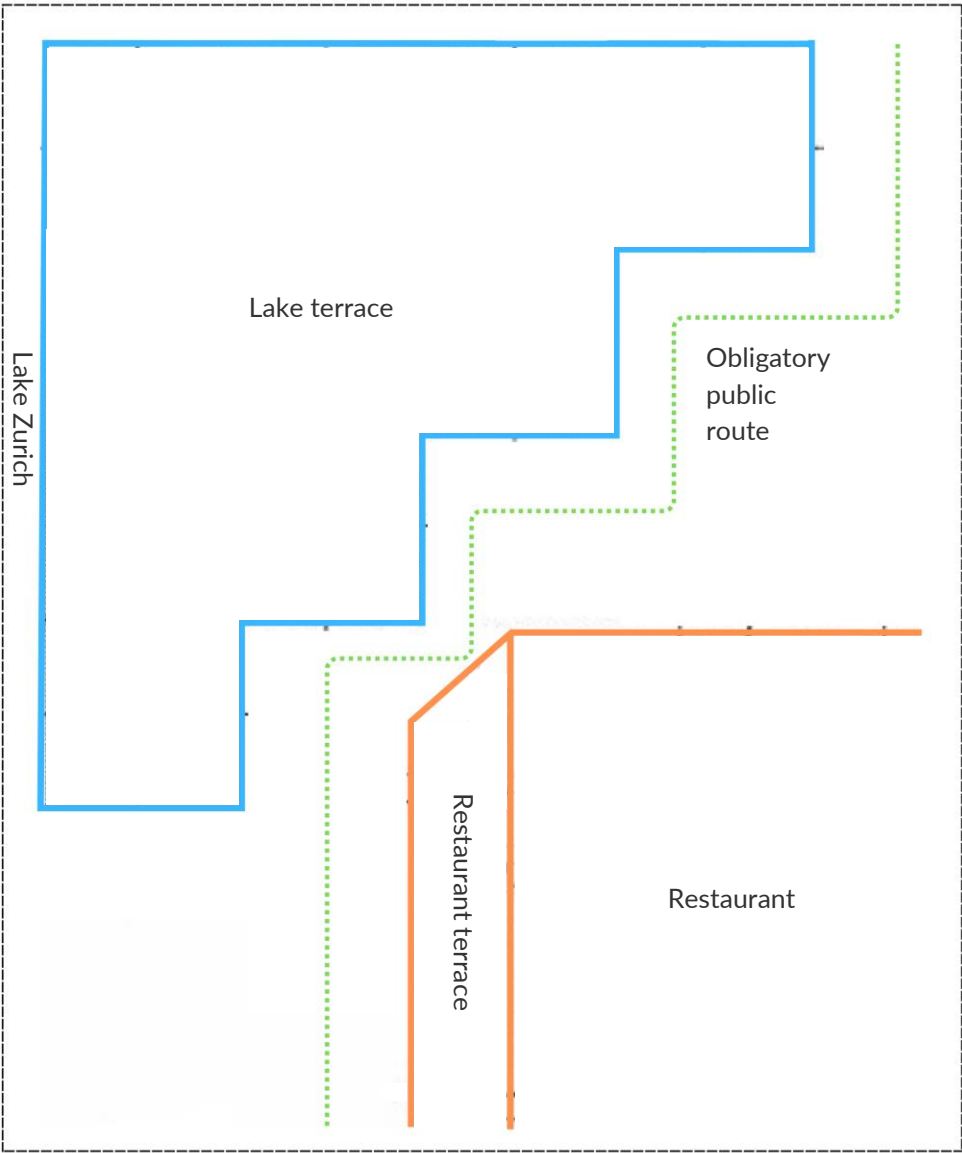 Lake terrace
Lake Zurich
Obligatory
public
route
Restaurant terrace
Restaurant